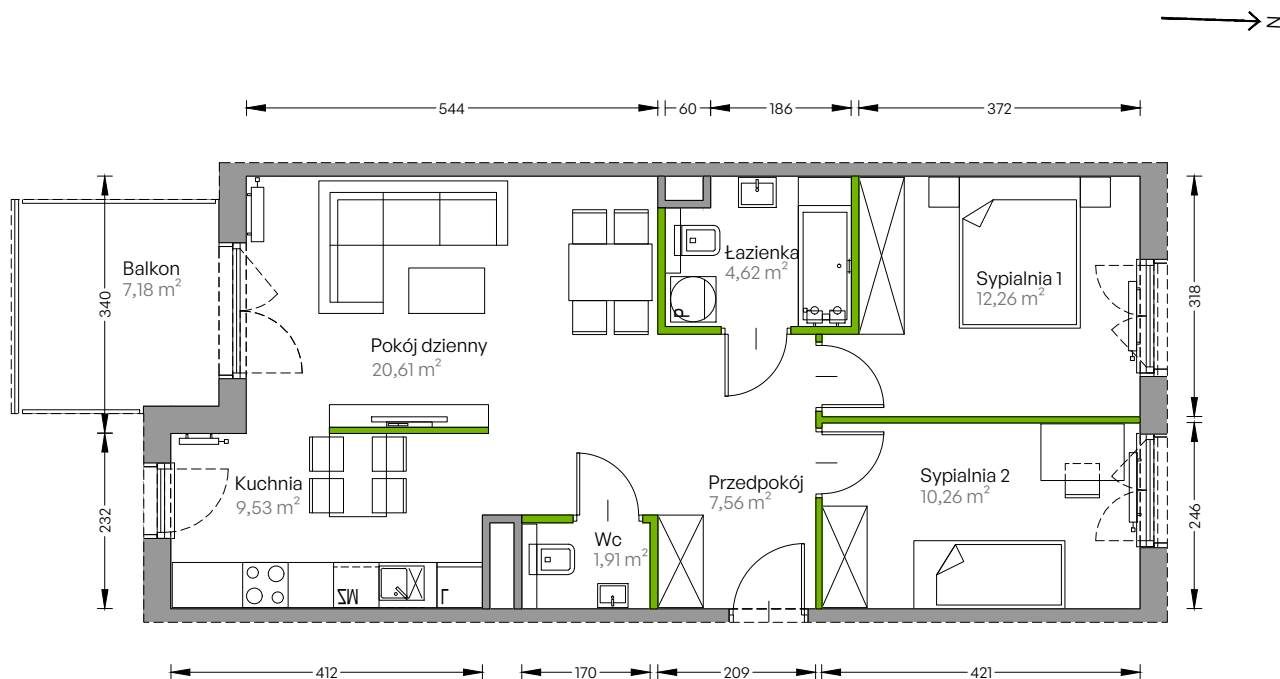 N
544
60
186
372
340
232
318
246
Balkon
7,18 m²
Pokój dzienny
20,61 m²
Łazienka
4,62 m²
P
Sypialnia 1
12,26 m²
Kuchnia
9,53 m²
Przedpokój
7,56 m²
Sypialnia 2
10,26 m²
Wc
1,91 m²
MZ
L
412
170
209
421